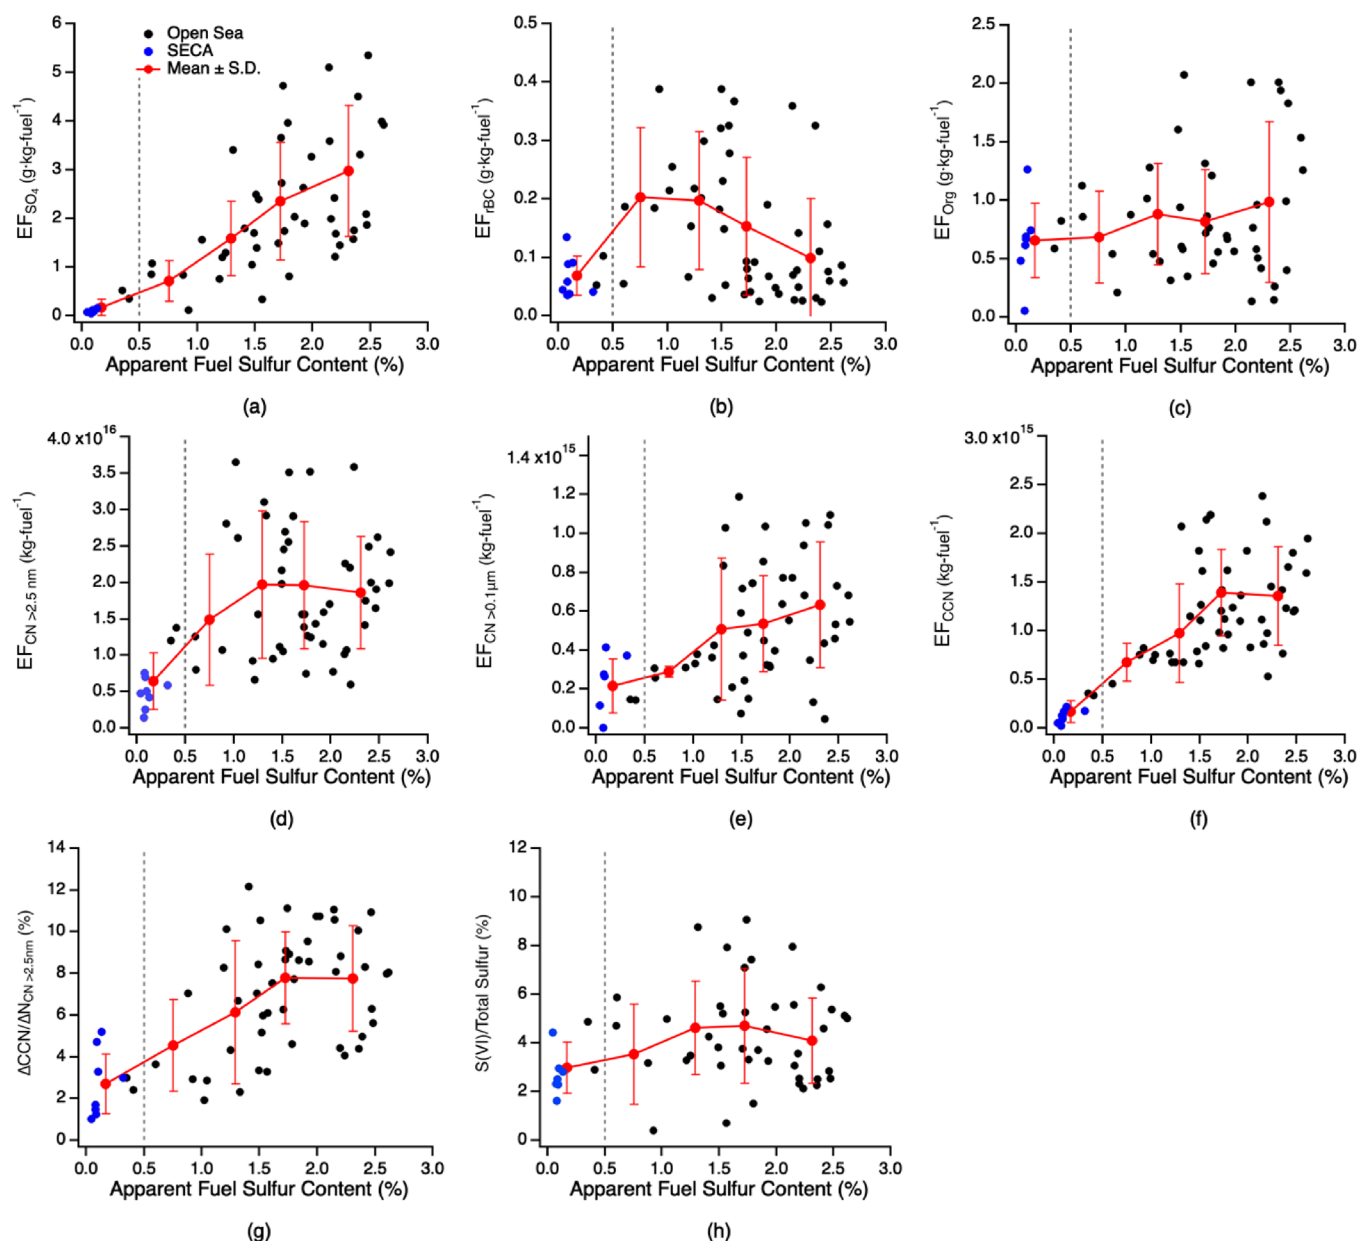 6
5
4
3
2
1
0
EF_SO4 (g·kg-fuel⁻¹)
Open Sea
SECA
Mean ± S.D.
0.0 0.5 1.0 1.5 2.0 2.5 3.0
Apparent Fuel Sulfur Content (%)
(a)
0.5
0.4
0.3
0.2
0.1
0.0
EF_rBC (g·kg-fuel⁻¹)
0.0 0.5 1.0 1.5 2.0 2.5 3.0
Apparent Fuel Sulfur Content (%)
(b)
2.5
2.0
1.5
1.0
0.5
0.0
EF_Org (g·kg-fuel⁻¹)
0.0 0.5 1.0 1.5 2.0 2.5 3.0
Apparent Fuel Sulfur Content (%)
(c)
4.0 x10¹⁶
3.5
3.0
2.5
2.0
1.5
1.0
0.5
0.0
EF_CN >2.5 nm (kg-fuel⁻¹)
0.0 0.5 1.0 1.5 2.0 2.5 3.0
Apparent Fuel Sulfur Content (%)
(d)
1.4 x10¹⁵
1.2
1.0
0.8
0.6
0.4
0.2
0.0
EF_CN >0.1µm (kg-fuel⁻¹)
0.0 0.5 1.0 1.5 2.0 2.5 3.0
Apparent Fuel Sulfur Content (%)
(e)
3.0 x10¹⁵
2.5
2.0
1.5
1.0
0.5
0.0
EF_CCN (kg-fuel⁻¹)
0.0 0.5 1.0 1.5 2.0 2.5 3.0
Apparent Fuel Sulfur Content (%)
(f)
14
12
10
8
6
4
2
0
ΔCCN/ΔN_CN >2.5nm (%)
0.0 0.5 1.0 1.5 2.0 2.5 3.0
Apparent Fuel Sulfur Content (%)
(g)
12
10
8
6
4
2
0
S(VI)/Total Sulfur (%)
0.0 0.5 1.0 1.5 2.0 2.5 3.0
Apparent Fuel Sulfur Content (%)
(h)